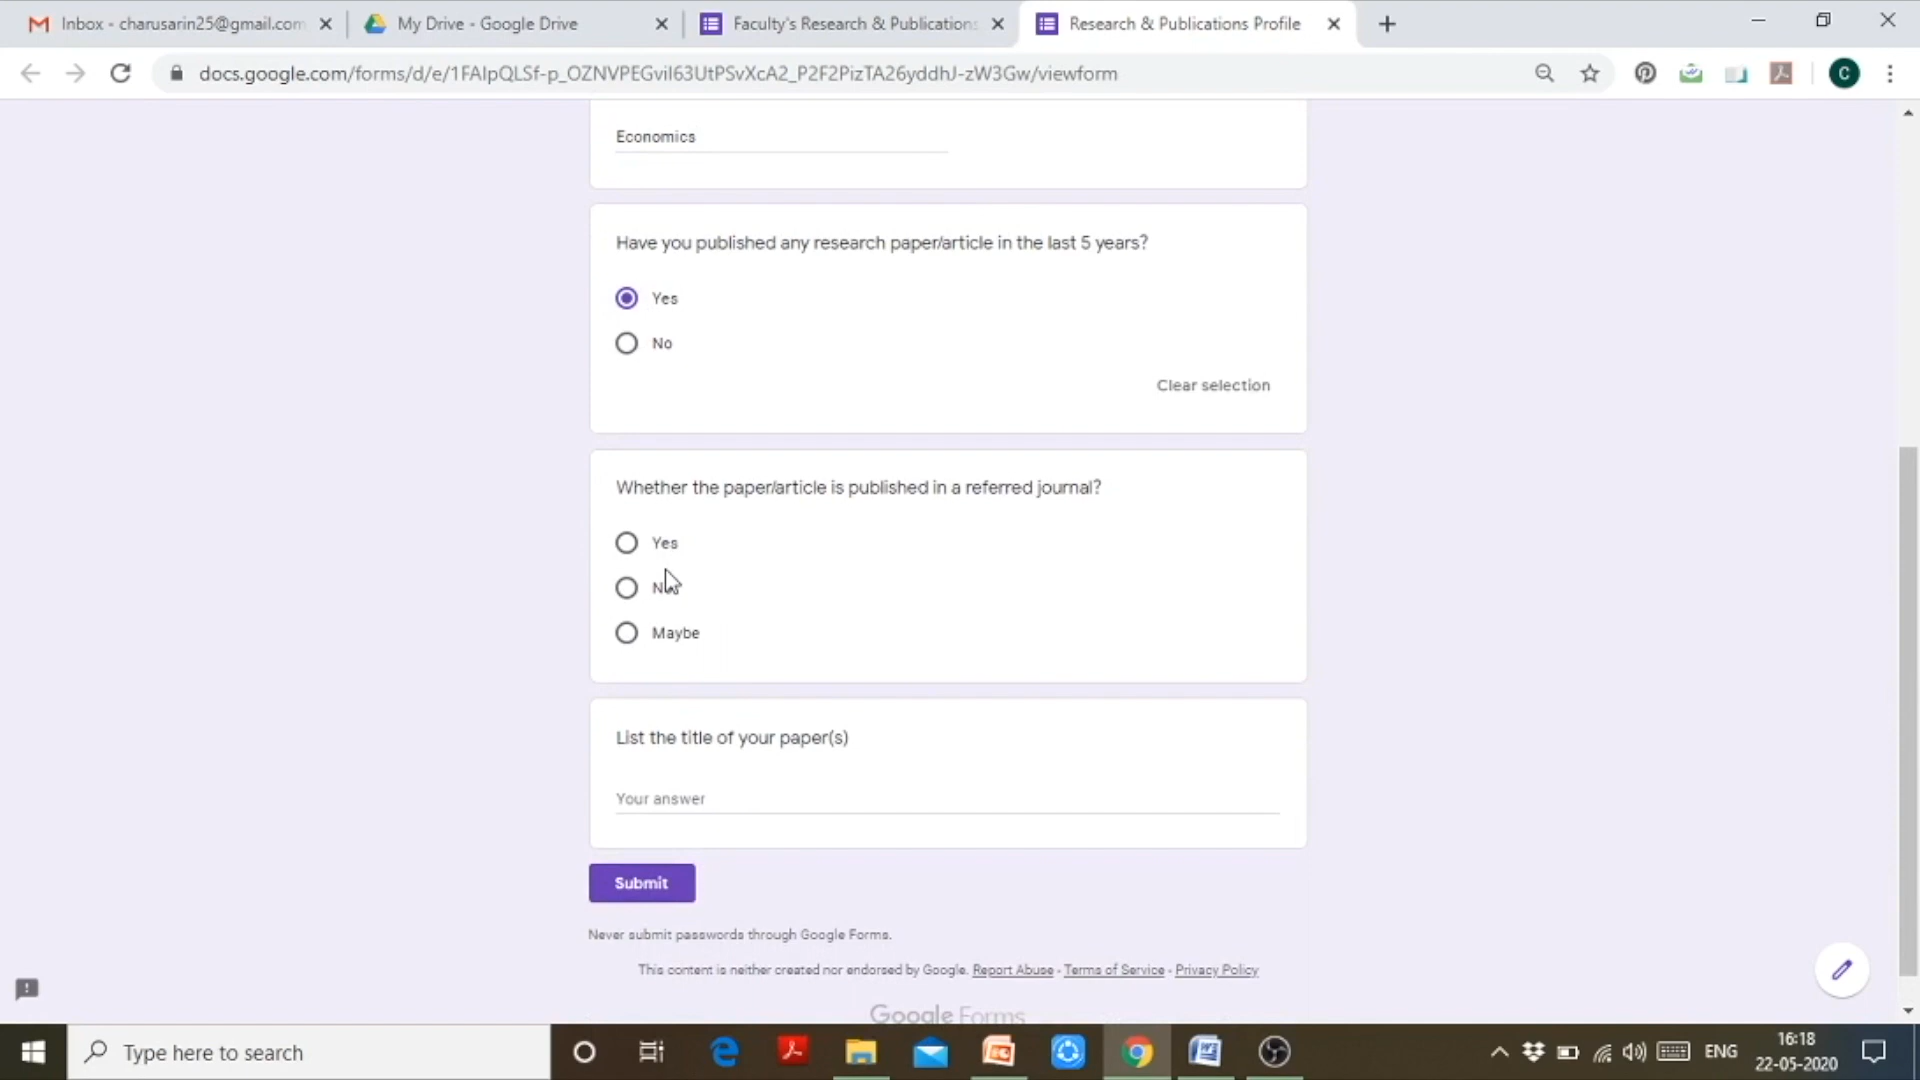 Inbox - charusarin25@gmail.com
My Drive - Google Drive
Faculty's Research & Publications
Research & Publications Profile
docs.google.com/forms/d/e/1FAIpQLSf-p_OZNVPEGviI63UtPSvXcA2_P2F2PizTA26yddhJ-zW3Gw/viewform
C
Economics
Have you published any research paper/article in the last 5 years?
Yes
No
Clear selection
Whether the paper/article is published in a referred journal?
Yes
Maybe
List the title of your paper(s)
Your answer
Submit
Never submit passwords through Google Forms.
This content is neither created nor endorsed by Google. Report Abuse - Terms of Service - Privacy Policy
Google Forms
Type here to search
ENG
16:18
22-05-2020